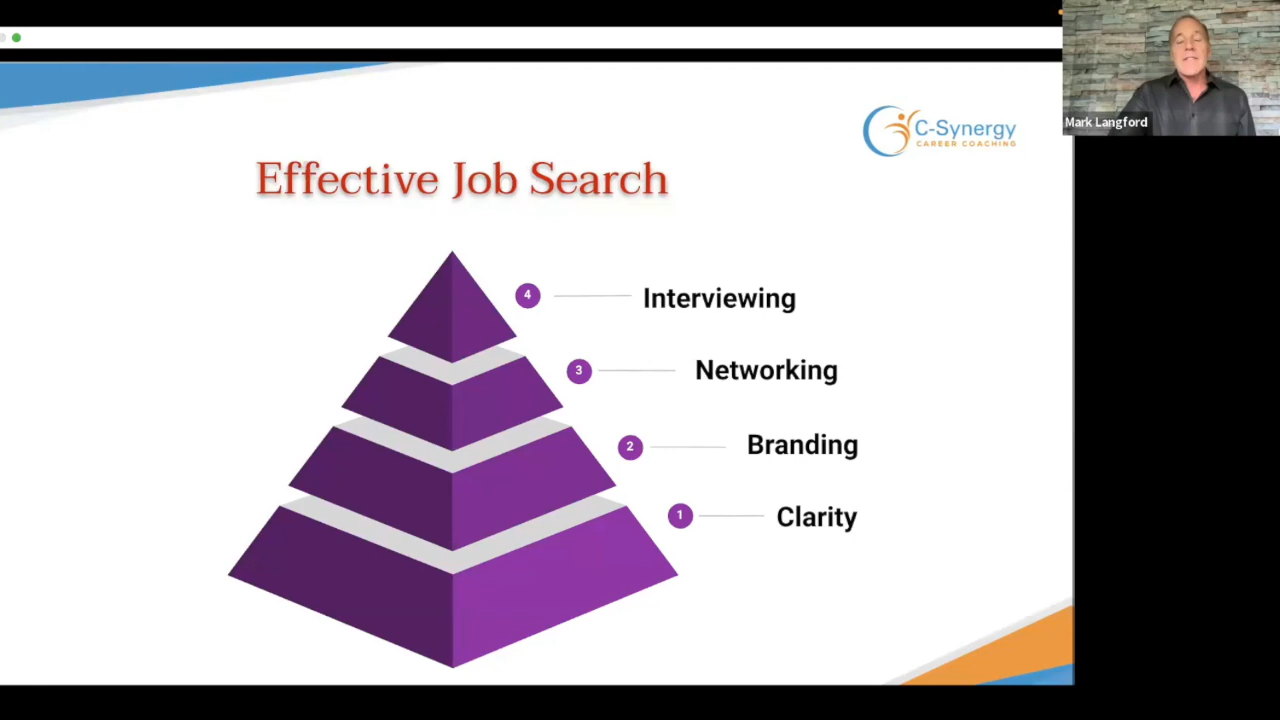 Mark Langford
C-Synergy
CAREER COACHING
Effective Job Search
4 Interviewing
3 Networking
2 Branding
1 Clarity